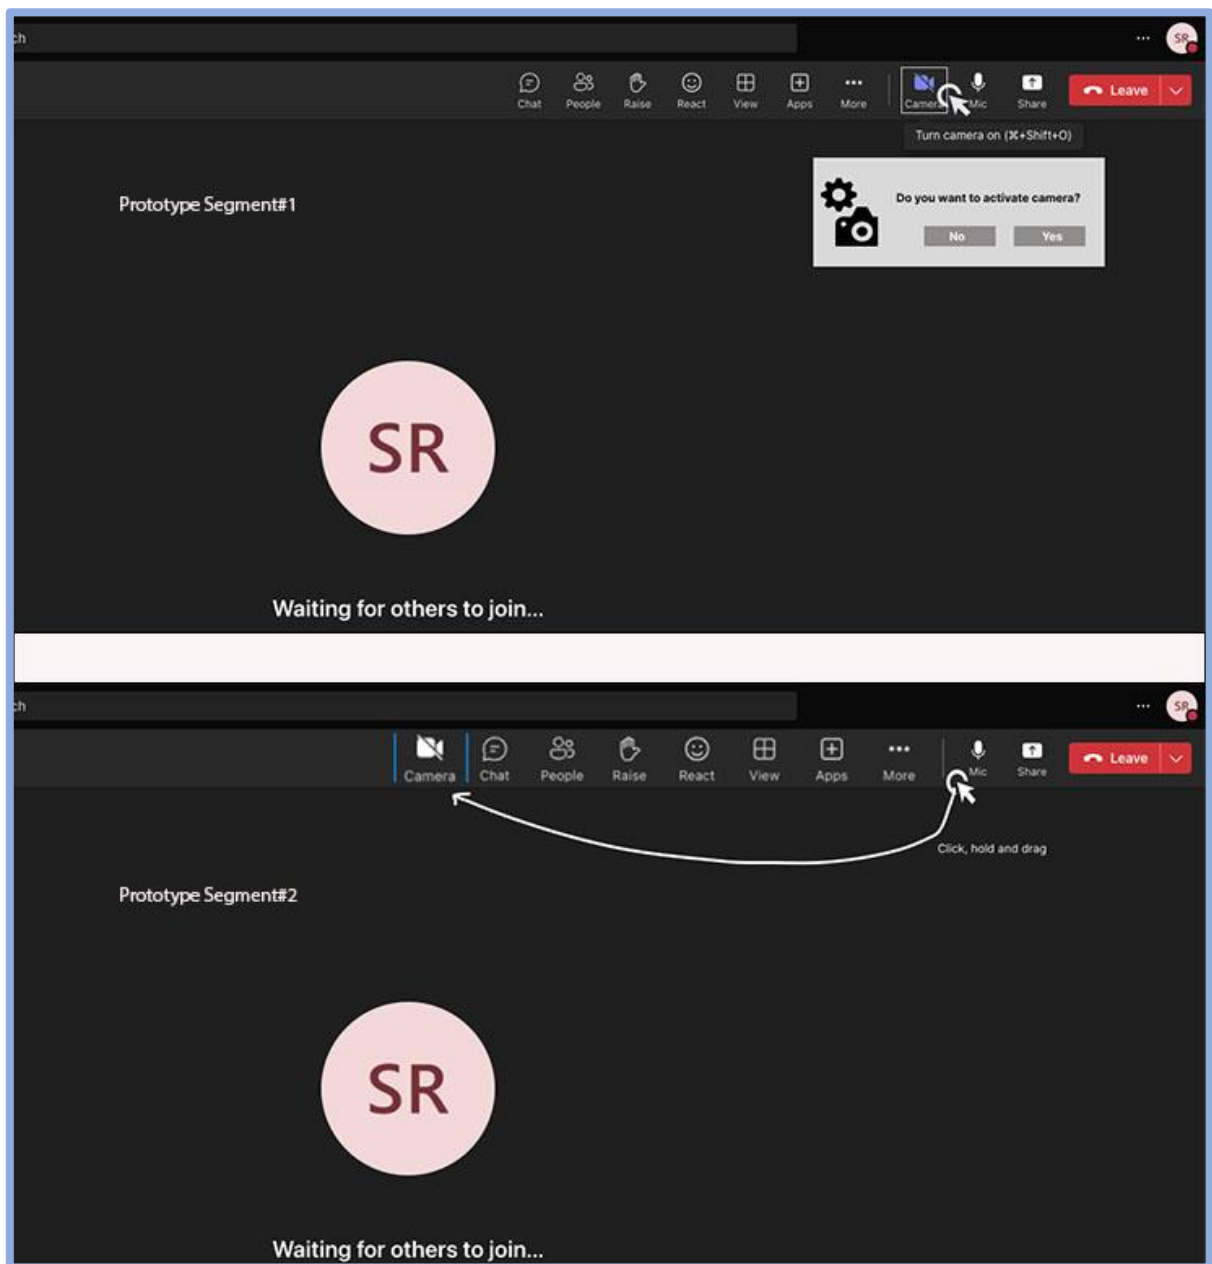 ch
SR
Chat People Raise React View Apps More Camera Mic Share Leave
Turn camera on (⌘+Shift+O)
Prototype Segment#1
Do you want to activate camera?
No Yes
SR
Waiting for others to join...
ch
SR
Camera Chat People Raise React View Apps More Mic Share Leave
Click, hold and drag
Prototype Segment#2
SR
Waiting for others to join...